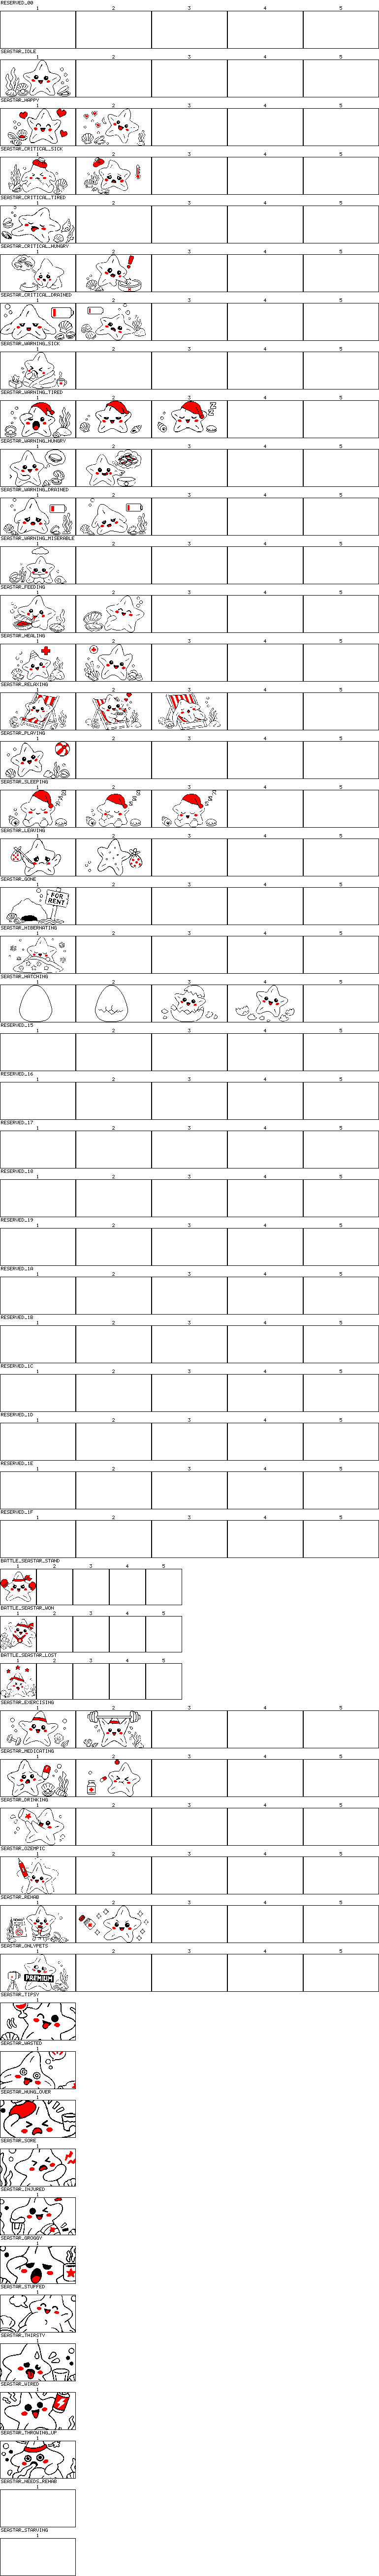 RESERVED_00
1 2 3 4 5
SEASTAR_IDLE
1 2 3 4 5
SEASTAR_HAPPY
1 2 3 4 5
SEASTAR_CRITICAL_SICK
1 2 3 4 5
SEASTAR_CRITICAL_TIRED
1 2 3 4 5
SEASTAR_CRITICAL_HUNGRY
1 2 3 4 5
SEASTAR_CRITICAL_DRAINED
1 2 3 4 5
SEASTAR_WARNING_SICK
1 2 3 4 5
SEASTAR_WARNING_TIRED
1 2 3 4 5
SEASTAR_WARNING_HUNGRY
1 2 3 4 5
SEASTAR_WARNING_DRAINED
1 2 3 4 5
SEASTAR_WARNING_MISERABLE
1 2 3 4 5
SEASTAR_FEEDING
1 2 3 4 5
SEASTAR_HEALING
1 2 3 4 5
SEASTAR_RELAXING
1 2 3 4 5
SEASTAR_PLAYING
1 2 3 4 5
SEASTAR_SLEEPING
1 2 3 4 5
SEASTAR_LEAVING
1 2 3 4 5
SEASTAR_GONE
1 2 3 4 5
FOR
RENT
SEASTAR_HIBERNATING
1 2 3 4 5
SEASTAR_HATCHING
1 2 3 4 5
RESERVED_15
1 2 3 4 5
RESERVED_16
1 2 3 4 5
RESERVED_17
1 2 3 4 5
RESERVED_18
1 2 3 4 5
RESERVED_19
1 2 3 4 5
RESERVED_1A
1 2 3 4 5
RESERVED_1B
1 2 3 4 5
RESERVED_1C
1 2 3 4 5
RESERVED_1D
1 2 3 4 5
RESERVED_1E
1 2 3 4 5
RESERVED_1F
1 2 3 4 5
BATTLE_SEASTAR_STAND
1 2 3 4 5
BATTLE_SEASTAR_WON
1 2 3 4 5
BATTLE_SEASTAR_LOST
1 2 3 4 5
SEASTAR_EXERCISING
1 2 3 4 5
SEASTAR_MEDICATING
1 2 3 4 5
SEASTAR_DRINKING
1 2 3 4 5
SEASTAR_OZEMPIC
1 2 3 4 5
SEASTAR_REHAB
1 2 3 4 5
SEASTAR_ONLYPETS
1 2 3 4 5
PREMIUM
SEASTAR_TIPSY
1
SEASTAR_WASTED
1
SEASTAR_HUNG_OVER
1
SEASTAR_SORE
1
SEASTAR_INJURED
1
SEASTAR_GROGGY
1
SEASTAR_STUFFED
1
SEASTAR_THIRSTY
1
SEASTAR_WIRED
1
SEASTAR_THROWING_UP
1
SEASTAR_NEEDS_REHAB
1
SEASTAR_STARVING
1